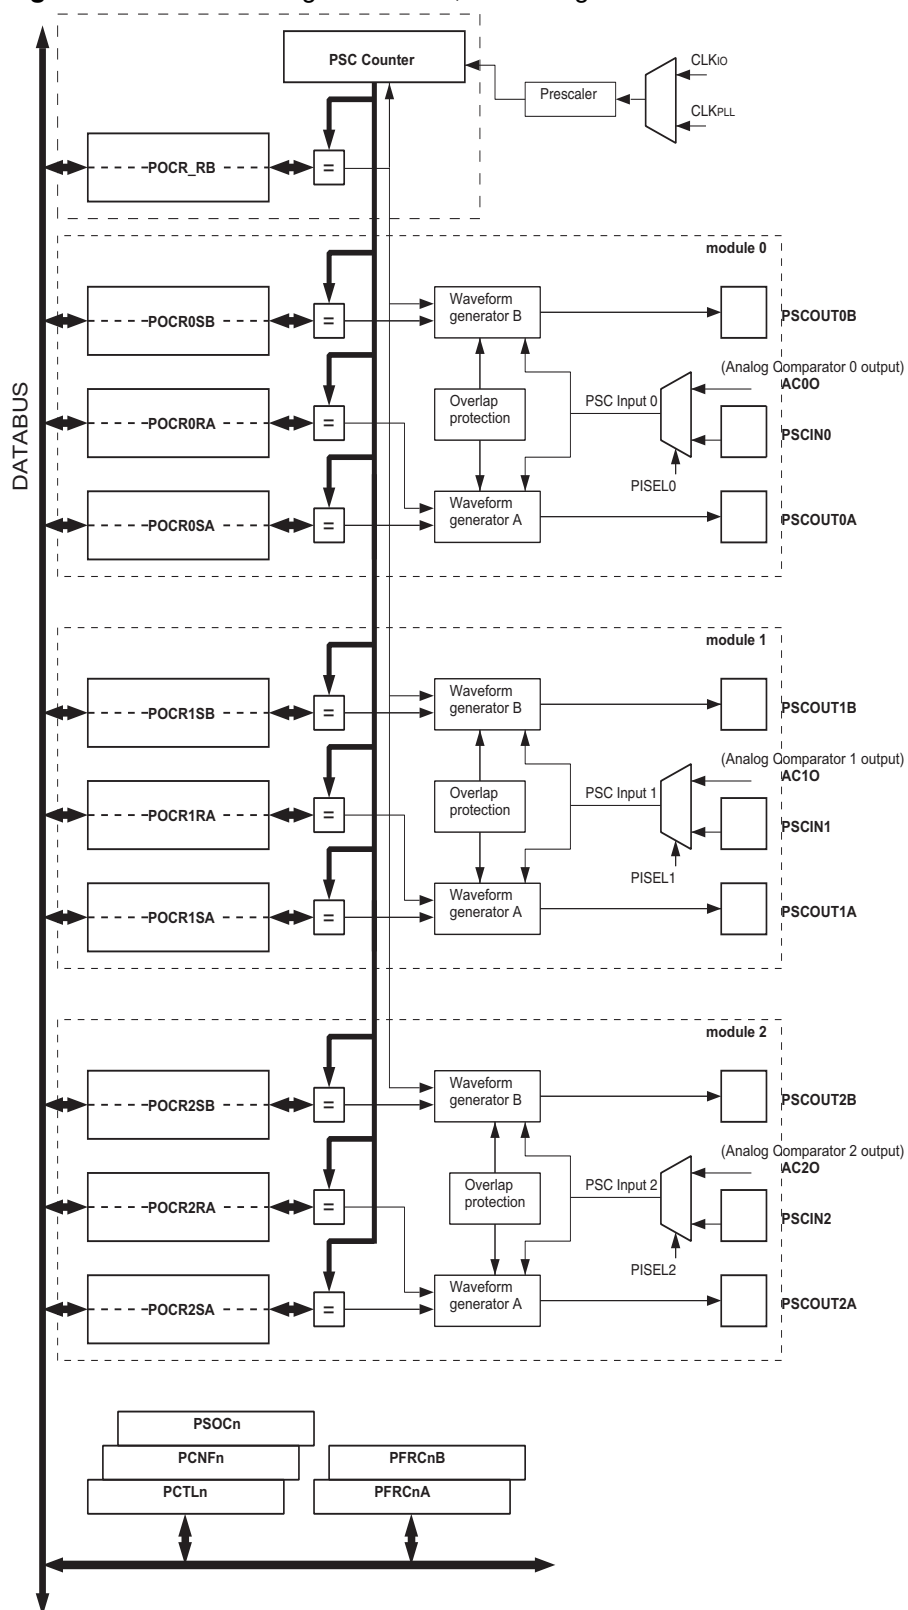 PSC Counter
CLKIO
Prescaler
CLKPLL
POCR_RB
=
module 0
POCR0SB
=
Waveform
generator B
PSCOUT0B
(Analog Comparator 0 output)
AC0O
POCR0RA
=
Overlap
protection
PSC Input 0
PSCIN0
PISEL0
POCR0SA
=
Waveform
generator A
PSCOUT0A
DATABUS
module 1
POCR1SB
=
Waveform
generator B
PSCOUT1B
(Analog Comparator 1 output)
AC1O
POCR1RA
=
Overlap
protection
PSC Input 1
PSCIN1
PISEL1
POCR1SA
=
Waveform
generator A
PSCOUT1A
module 2
POCR2SB
=
Waveform
generator B
PSCOUT2B
(Analog Comparator 2 output)
AC2O
POCR2RA
=
Overlap
protection
PSC Input 2
PSCIN2
PISEL2
POCR2SA
=
Waveform
generator A
PSCOUT2A
PSOCn
PCNFn
PFRCnB
PCTLn
PFRCnA